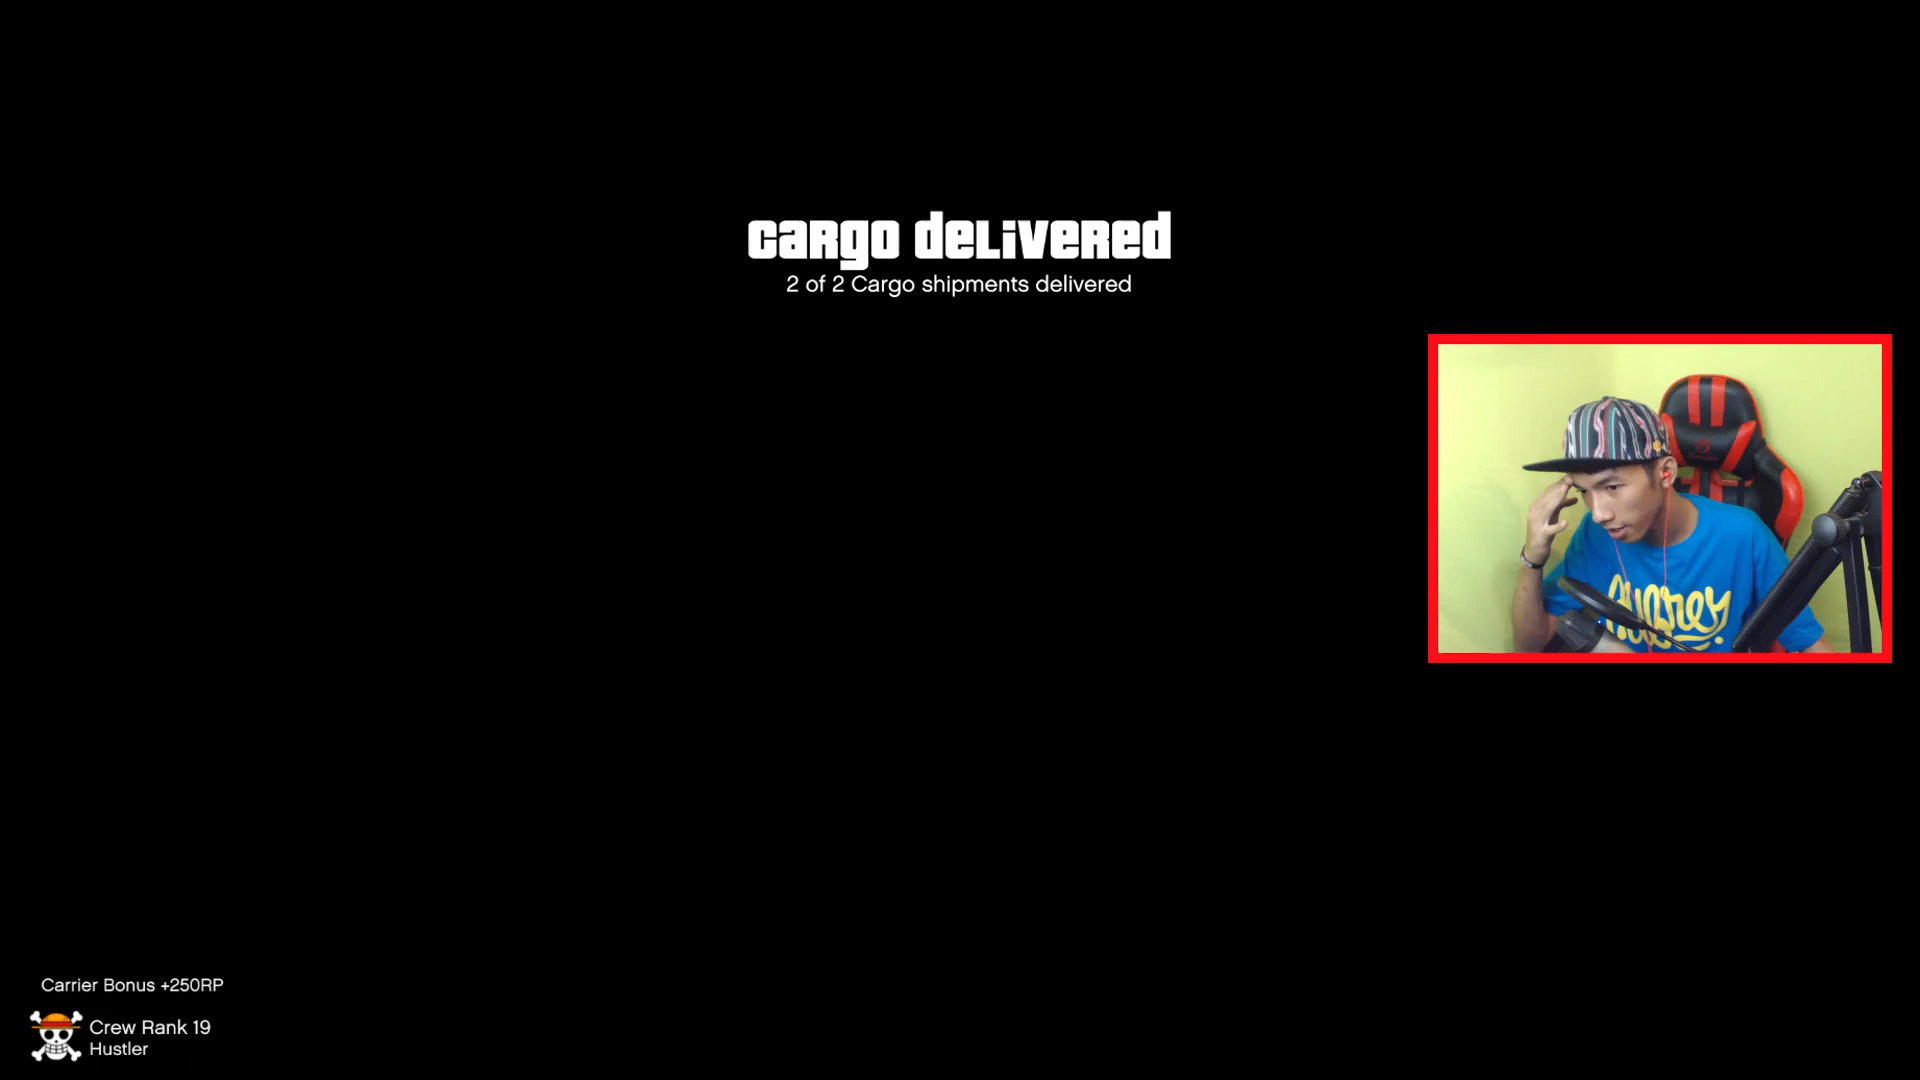 cargo delivered
2 of 2 Cargo shipments delivered
Carrier Bonus +250RP
Crew Rank 19
Hustler